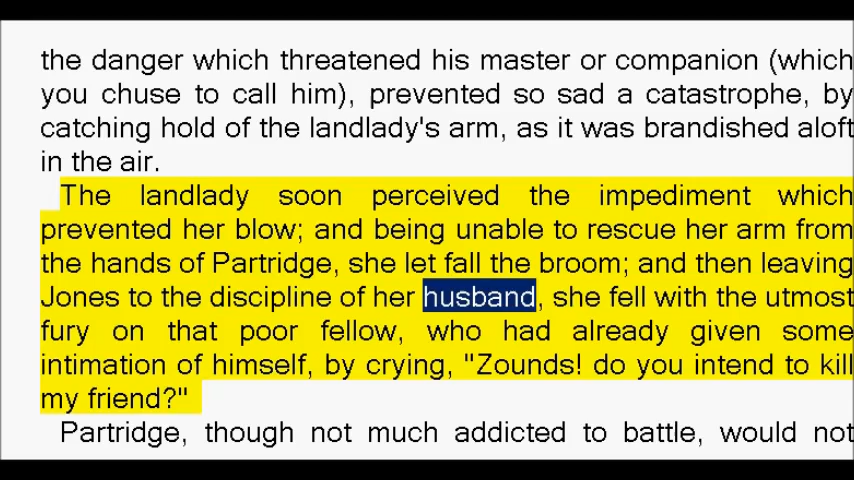 the danger which threatened his master or companion (which
you chuse to call him), prevented so sad a catastrophe, by
catching hold of the landlady's arm, as it was brandished aloft
in the air.
The landlady soon perceived the impediment which
prevented her blow; and being unable to rescue her arm from
the hands of Partridge, she let fall the broom; and then leaving
Jones to the discipline of her husband, she fell with the utmost
fury on that poor fellow, who had already given some
intimation of himself, by crying, "Zounds! do you intend to kill
my friend?"
Partridge, though not much addicted to battle, would not